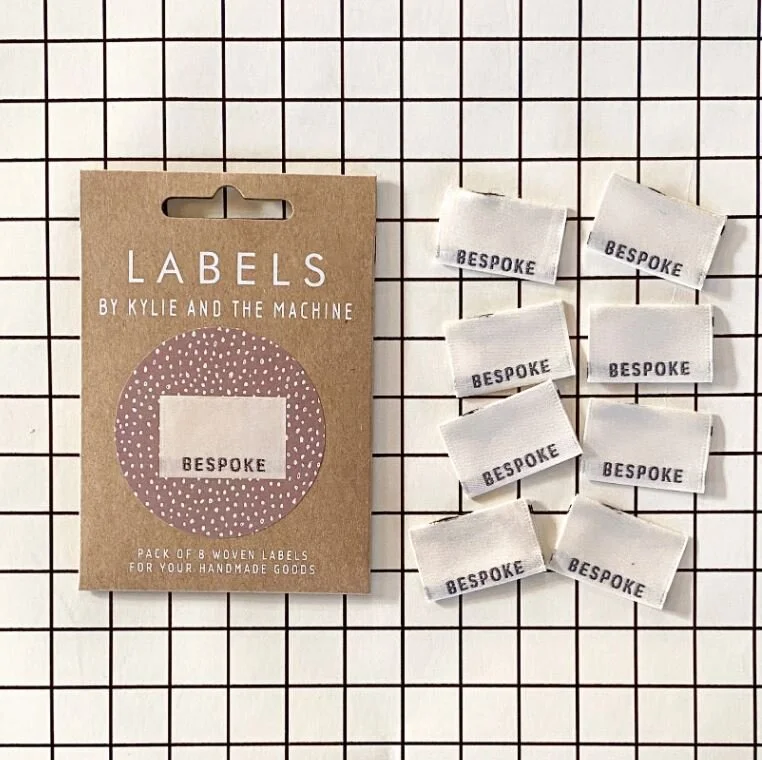 LABELS
BY KYLIE AND THE MACHINE
BESPOKE
PACK OF 8 WOVEN LABELS
FOR YOUR HANDMADE GOODS
BESPOKE
BESPOKE
BESPOKE
BESPOKE
BESPOKE
BESPOKE
BESPOKE
BESPOKE